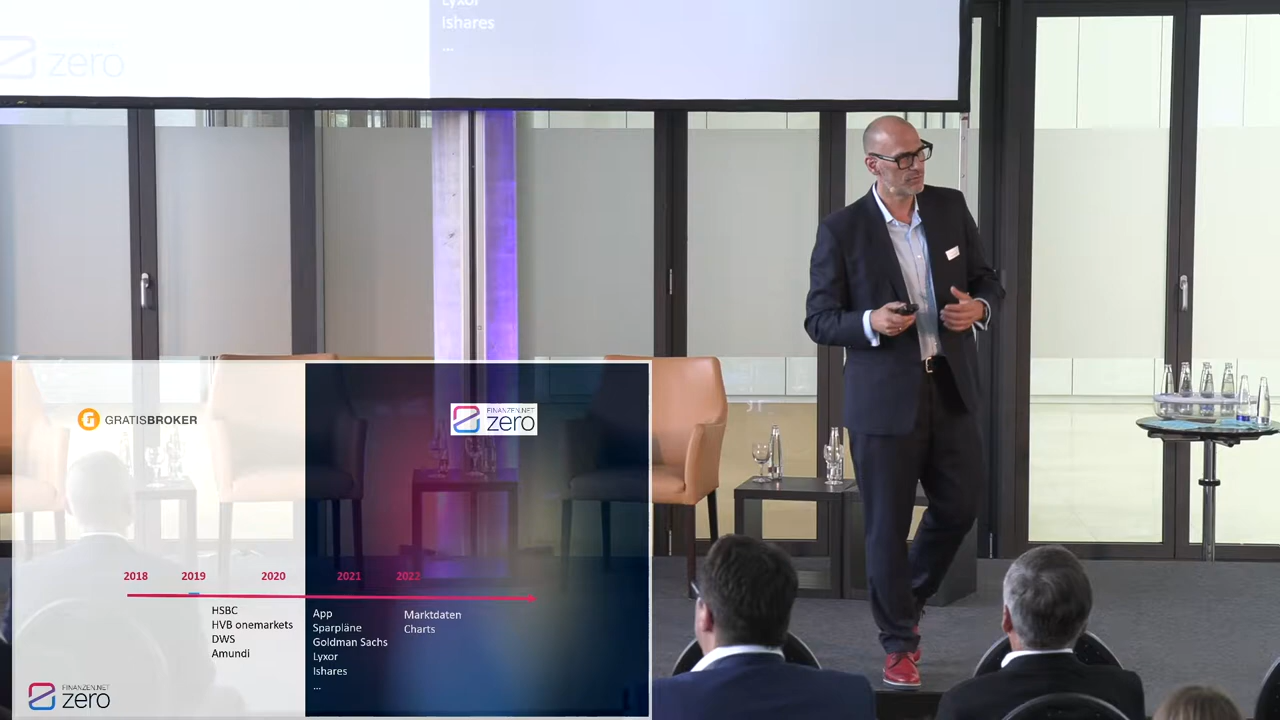 Ishares
...
zero
GRATISBROKER
FINANZEN.NET
zero
2018
2019
2020
2021
2022
HSBC
HVB onemarkets
DWS
Amundi
App
Sparpläne
Goldman Sachs
Lyxor
Ishares
...
Marktdaten
Charts
FINANZEN.NET
zero